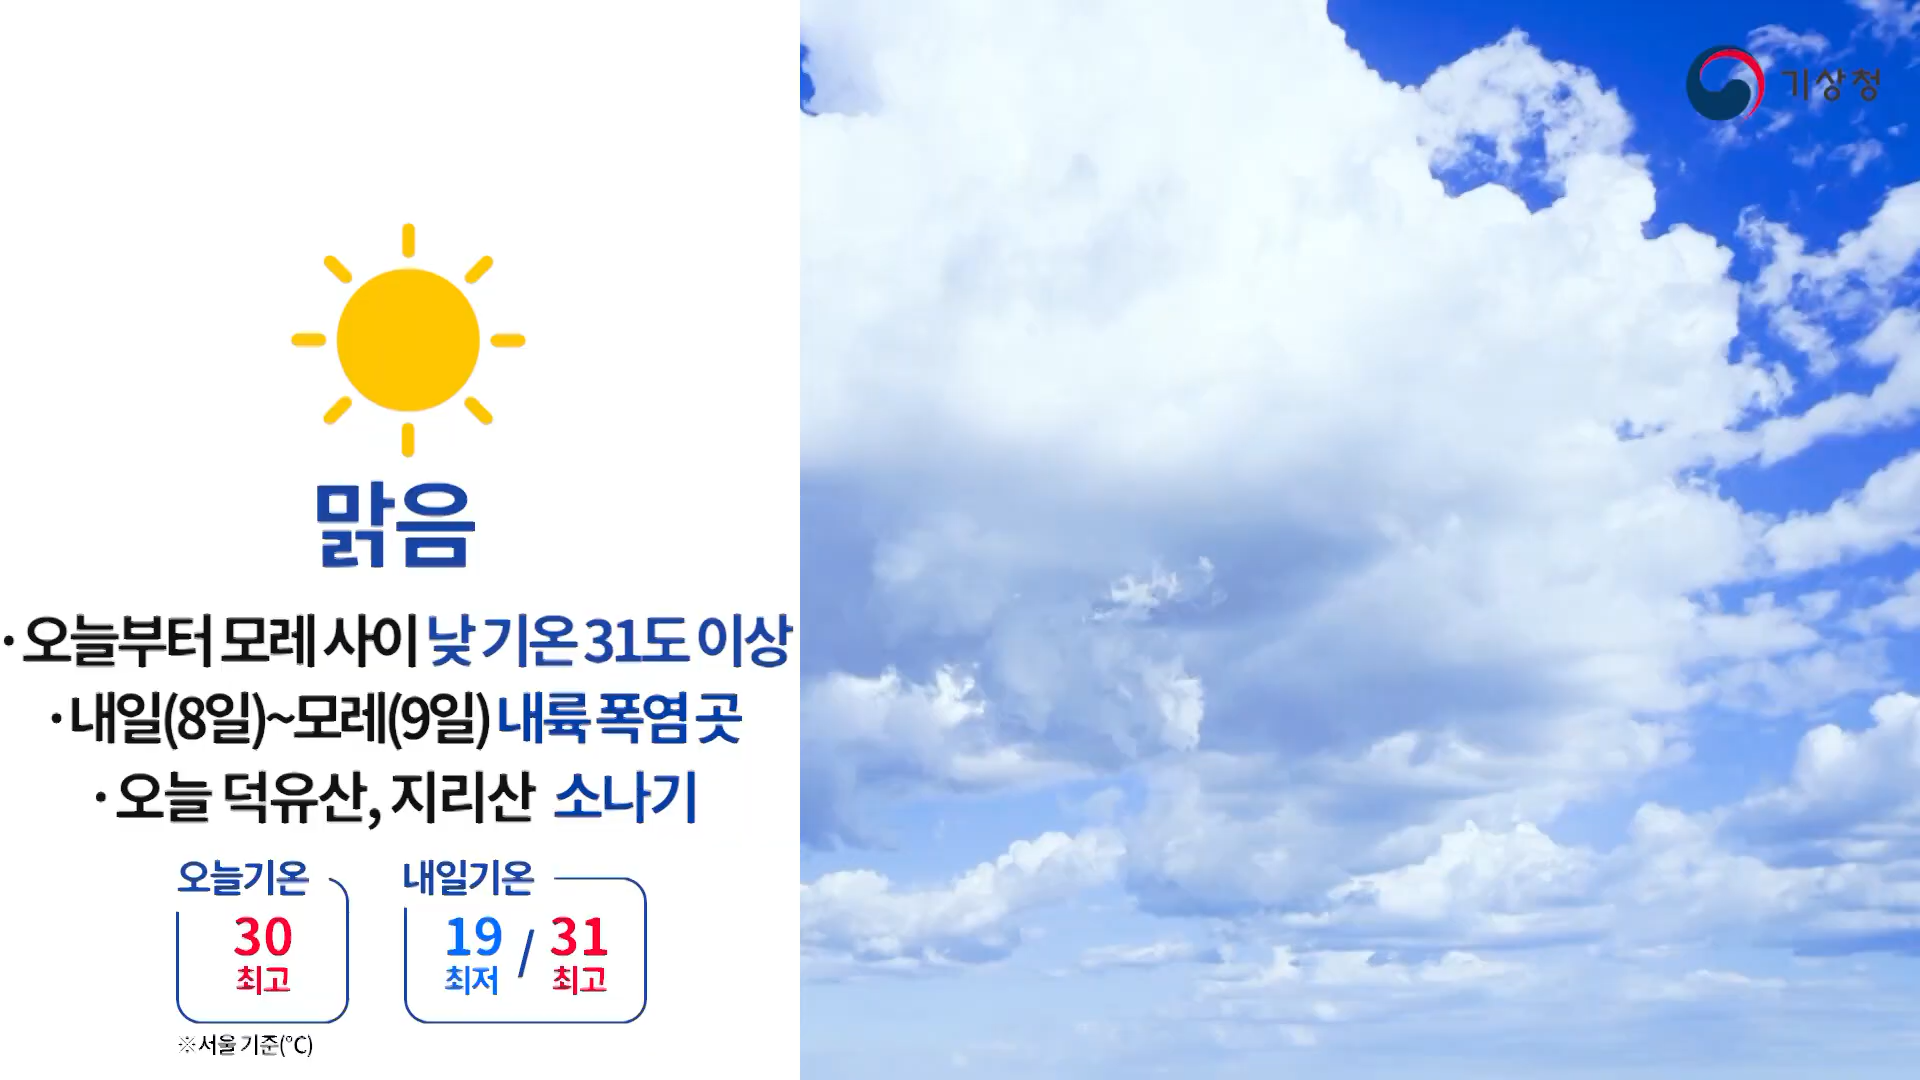 기상청
맑음
· 오늘부터 모레 사이 낮 기온 31도 이상
· 내일(8일)~모레(9일) 내륙 폭염 곳
· 오늘 덕유산, 지리산 소나기
오늘기온
30
최고
내일기온
19 / 31
최저 최고
※서울 기준(°C)